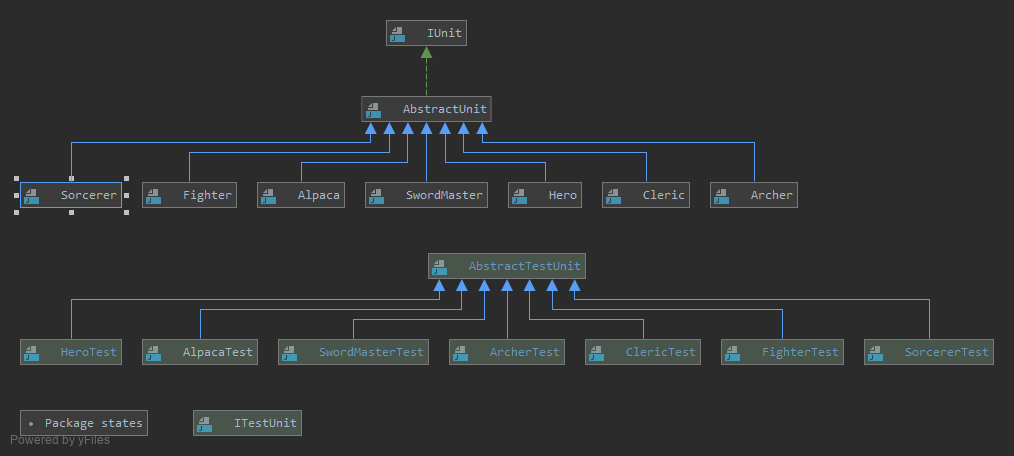 IUnit
AbstractUnit
Sorcerer Fighter Alpaca SwordMaster Hero Cleric Archer
AbstractTestUnit
HeroTest AlpacaTest SwordMasterTest ArcherTest ClericTest FighterTest SorcererTest
Package states ITestUnit
Powered by yFiles